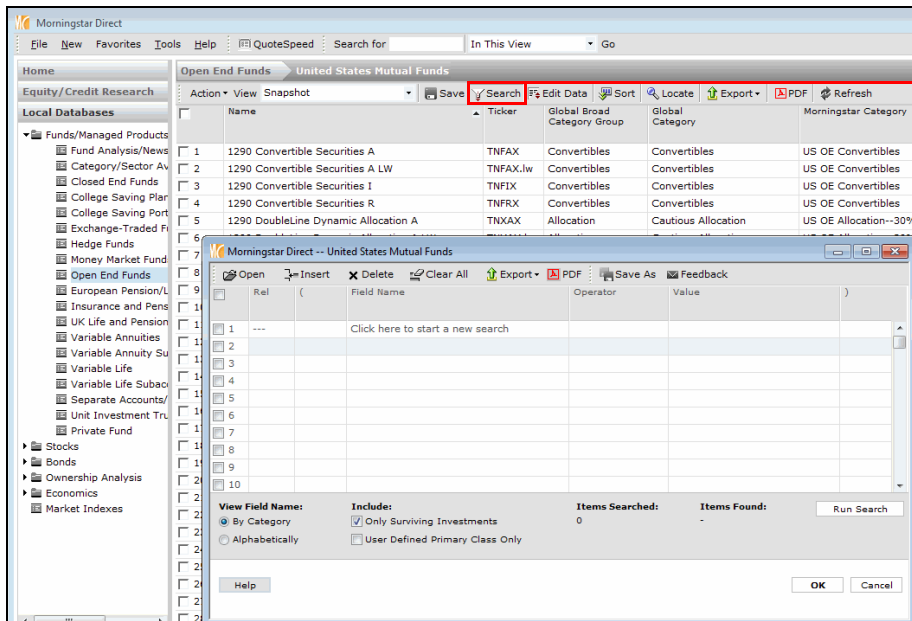 Morningstar Direct
File New Favorites Tools Help QuoteSpeed Search for In This View Go
Home
Equity/Credit Research
Local Databases
Funds/Managed Products
Fund Analysis/News
Category/Sector Av
Closed End Funds
College Saving Plan
College Saving Port
Exchange-Traded F
Hedge Funds
Money Market Fund
Open End Funds
European Pension/L
Insurance and Pens
UK Life and Pension
Variable Annuities
Variable Annuity Su
Variable Life
Variable Life Subac
Separate Accounts/
Unit Investment Tru
Private Fund
Stocks
Bonds
Ownership Analysis
Economics
Market Indexes
Open End Funds United States Mutual Funds
Action View Snapshot Save Search Edit Data Sort Locate Export PDF Refresh
Name Ticker Global Broad Category Group Global Category Morningstar Category
1 1290 Convertible Securities A TNFAX Convertibles Convertibles US OE Convertibles
2 1290 Convertible Securities A LW TNFAX.lw Convertibles Convertibles US OE Convertibles
3 1290 Convertible Securities I TNFIX Convertibles Convertibles US OE Convertibles
4 1290 Convertible Securities R TNFRX Convertibles Convertibles US OE Convertibles
5 1290 DoubleLine Dynamic Allocation A TNXAX Allocation Cautious Allocation US OE Allocation--30%
6
7
8
9
Morningstar Direct -- United States Mutual Funds
Open Insert Delete Clear All Export PDF Save As Feedback
Rel ( Field Name Operator Value )
1 --- Click here to start a new search
2
3
4
5
6
7
8
9
10
View Field Name: Include: Items Searched: Items Found: Run Search
By Category Only Surviving Investments 0 -
Alphabetically User Defined Primary Class Only
Help OK Cancel